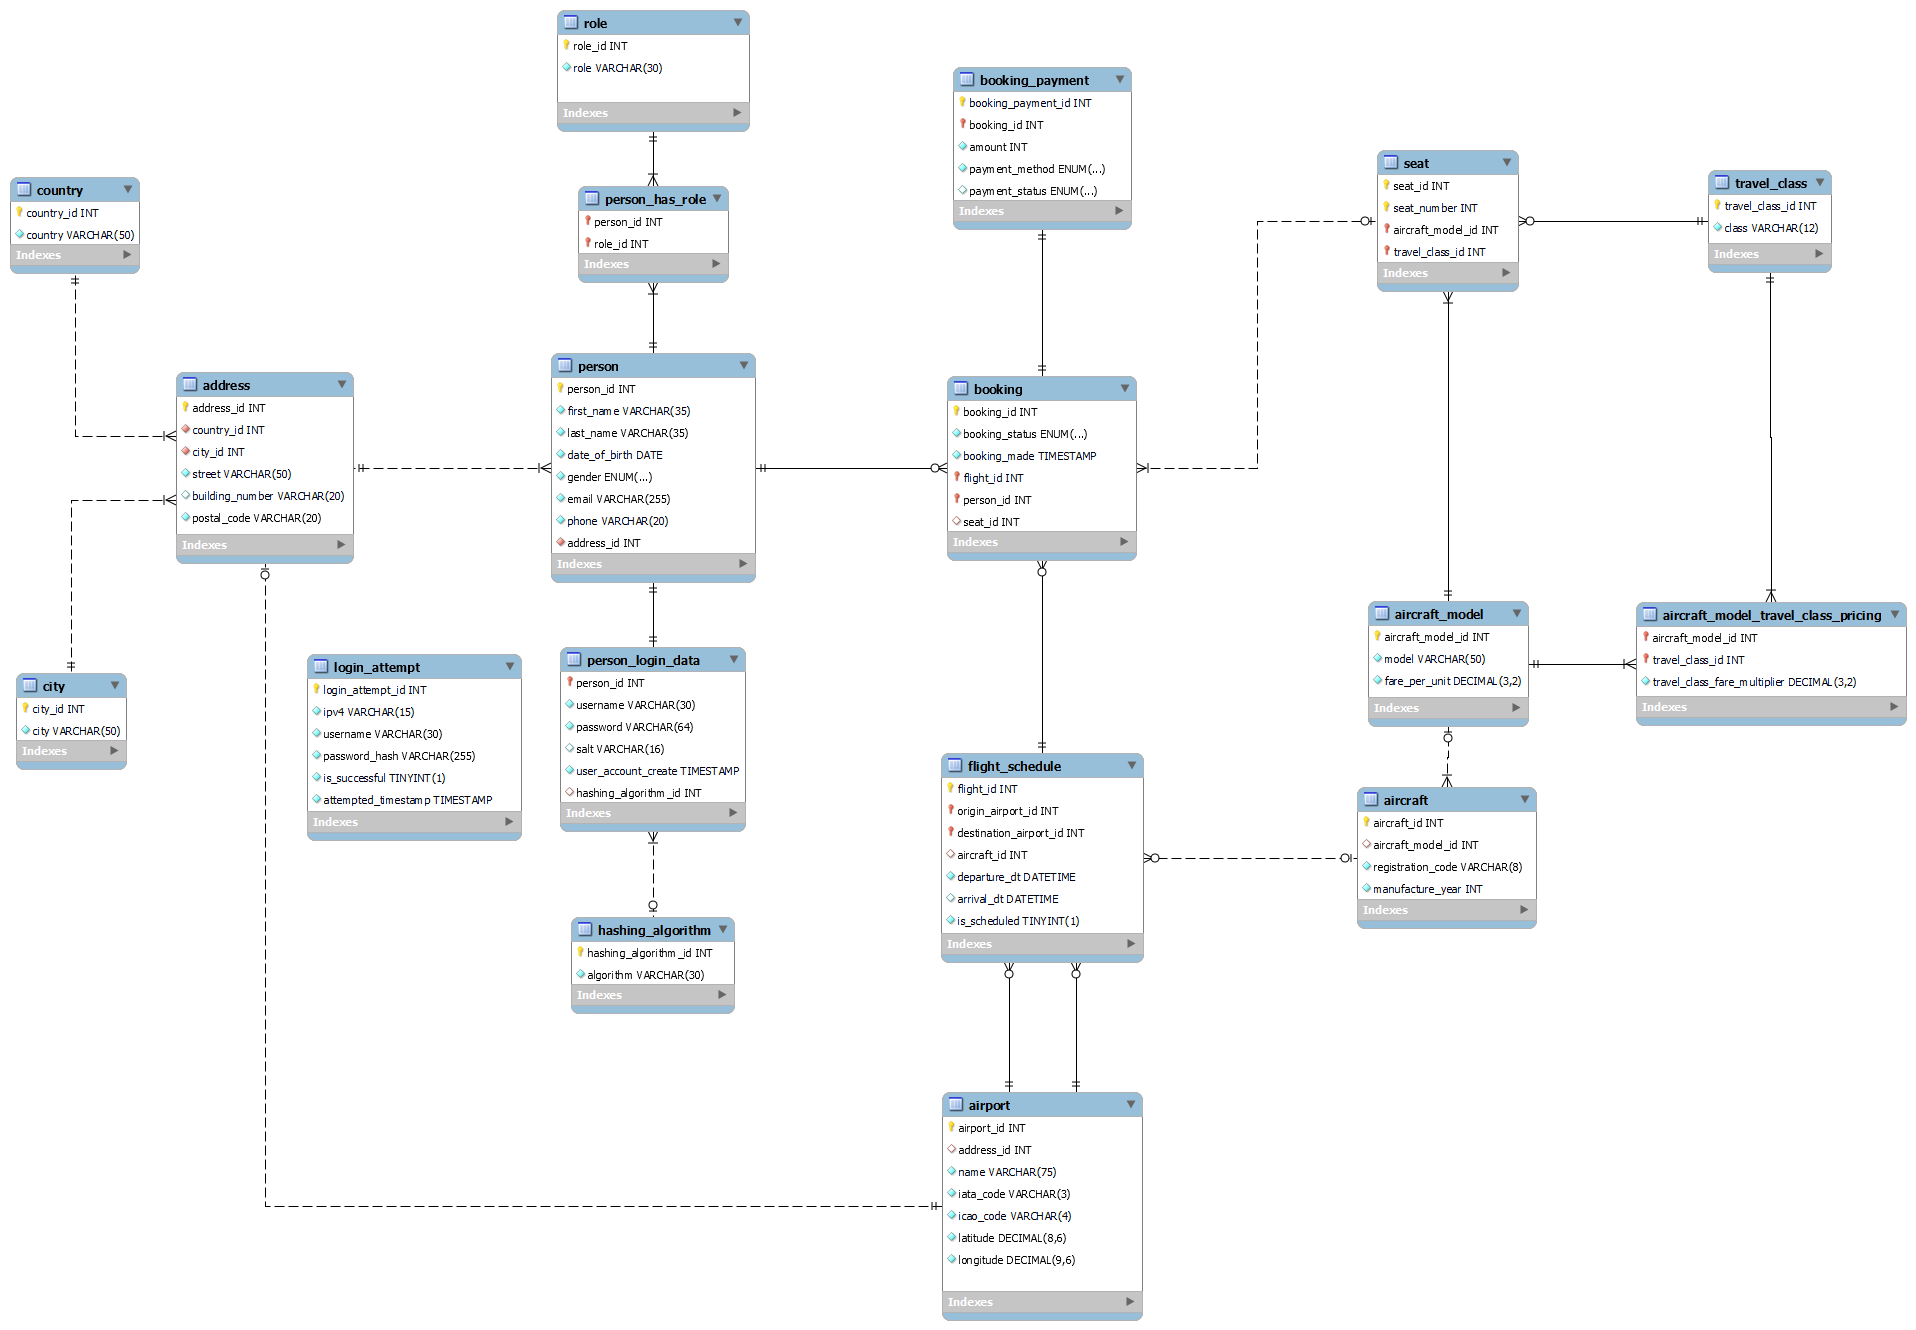 role
role_id INT
role VARCHAR(30)
Indexes
booking_payment
booking_payment_id INT
booking_id INT
amount INT
payment_method ENUM(...)
payment_status ENUM(...)
Indexes
seat
seat_id INT
seat_number INT
aircraft_model_id INT
travel_class_id INT
Indexes
travel_class
travel_class_id INT
class VARCHAR(12)
Indexes
country
country_id INT
country VARCHAR(50)
Indexes
person_has_role
person_id INT
role_id INT
Indexes
address
address_id INT
country_id INT
city_id INT
street VARCHAR(50)
building_number VARCHAR(20)
postal_code VARCHAR(20)
Indexes
person
person_id INT
first_name VARCHAR(35)
last_name VARCHAR(35)
date_of_birth DATE
gender ENUM(...)
email VARCHAR(255)
phone VARCHAR(20)
address_id INT
Indexes
booking
booking_id INT
booking_status ENUM(...)
booking_made TIMESTAMP
flight_id INT
person_id INT
seat_id INT
Indexes
aircraft_model
aircraft_model_id INT
model VARCHAR(50)
fare_per_unit DECIMAL(3,2)
Indexes
aircraft_model_travel_class_pricing
aircraft_model_id INT
travel_class_id INT
travel_class_fare_multiplier DECIMAL(3,2)
Indexes
city
city_id INT
city VARCHAR(50)
Indexes
login_attempt
login_attempt_id INT
ipv4 VARCHAR(15)
username VARCHAR(30)
password_hash VARCHAR(255)
is_successful TINYINT(1)
attempted_timestamp TIMESTAMP
Indexes
person_login_data
person_id INT
username VARCHAR(30)
password VARCHAR(64)
salt VARCHAR(16)
user_account_create TIMESTAMP
hashing_algorithm_id INT
Indexes
flight_schedule
flight_id INT
origin_airport_id INT
destination_airport_id INT
aircraft_id INT
departure_dt DATETIME
arrival_dt DATETIME
is_scheduled TINYINT(1)
Indexes
aircraft
aircraft_id INT
aircraft_model_id INT
registration_code VARCHAR(8)
manufacture_year INT
Indexes
hashing_algorithm
hashing_algorithm_id INT
algorithm VARCHAR(30)
Indexes
airport
airport_id INT
address_id INT
name VARCHAR(75)
iata_code VARCHAR(3)
icao_code VARCHAR(4)
latitude DECIMAL(8,6)
longitude DECIMAL(9,6)
Indexes